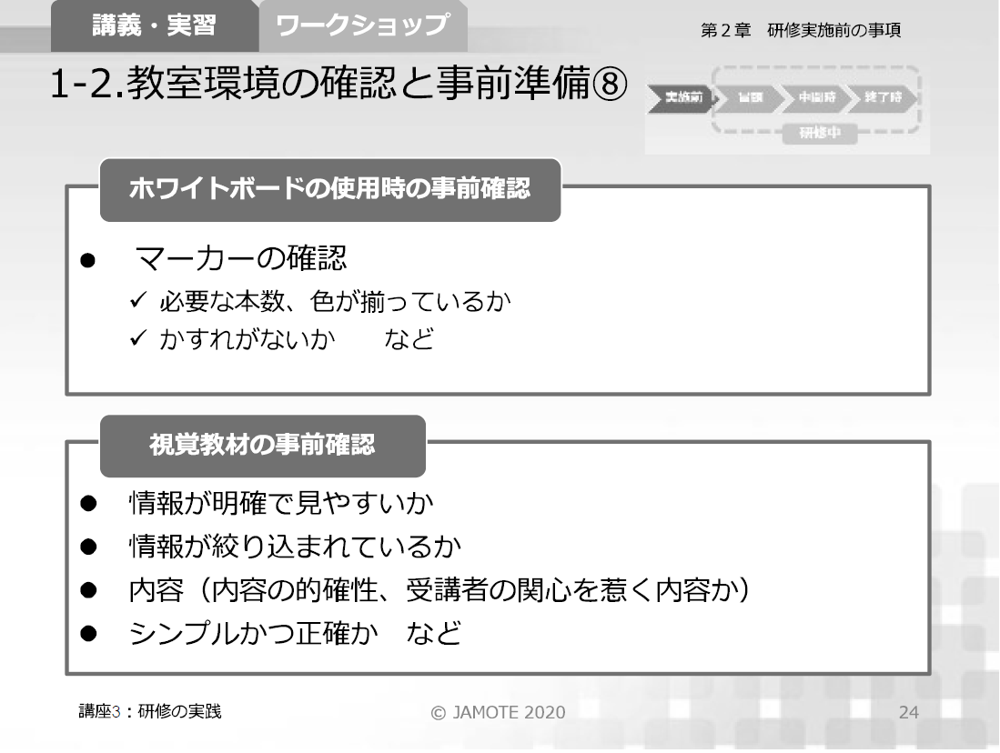 講義・実習
ワークショップ
第２章　研修実施前の事項
1-2.教室環境の確認と事前準備⑧
実施前
冒頭
中間時
終了時
研修中
ホワイトボードの使用時の事前確認
● マーカーの確認
✓ 必要な本数、色が揃っているか
✓ かすれがないか　　など
視覚教材の事前確認
● 情報が明確で見やすいか
● 情報が絞り込まれているか
● 内容（内容の的確性、受講者の関心を惹く内容か）
● シンプルかつ正確か　など
講座3：研修の実践
© JAMOTE 2020
24